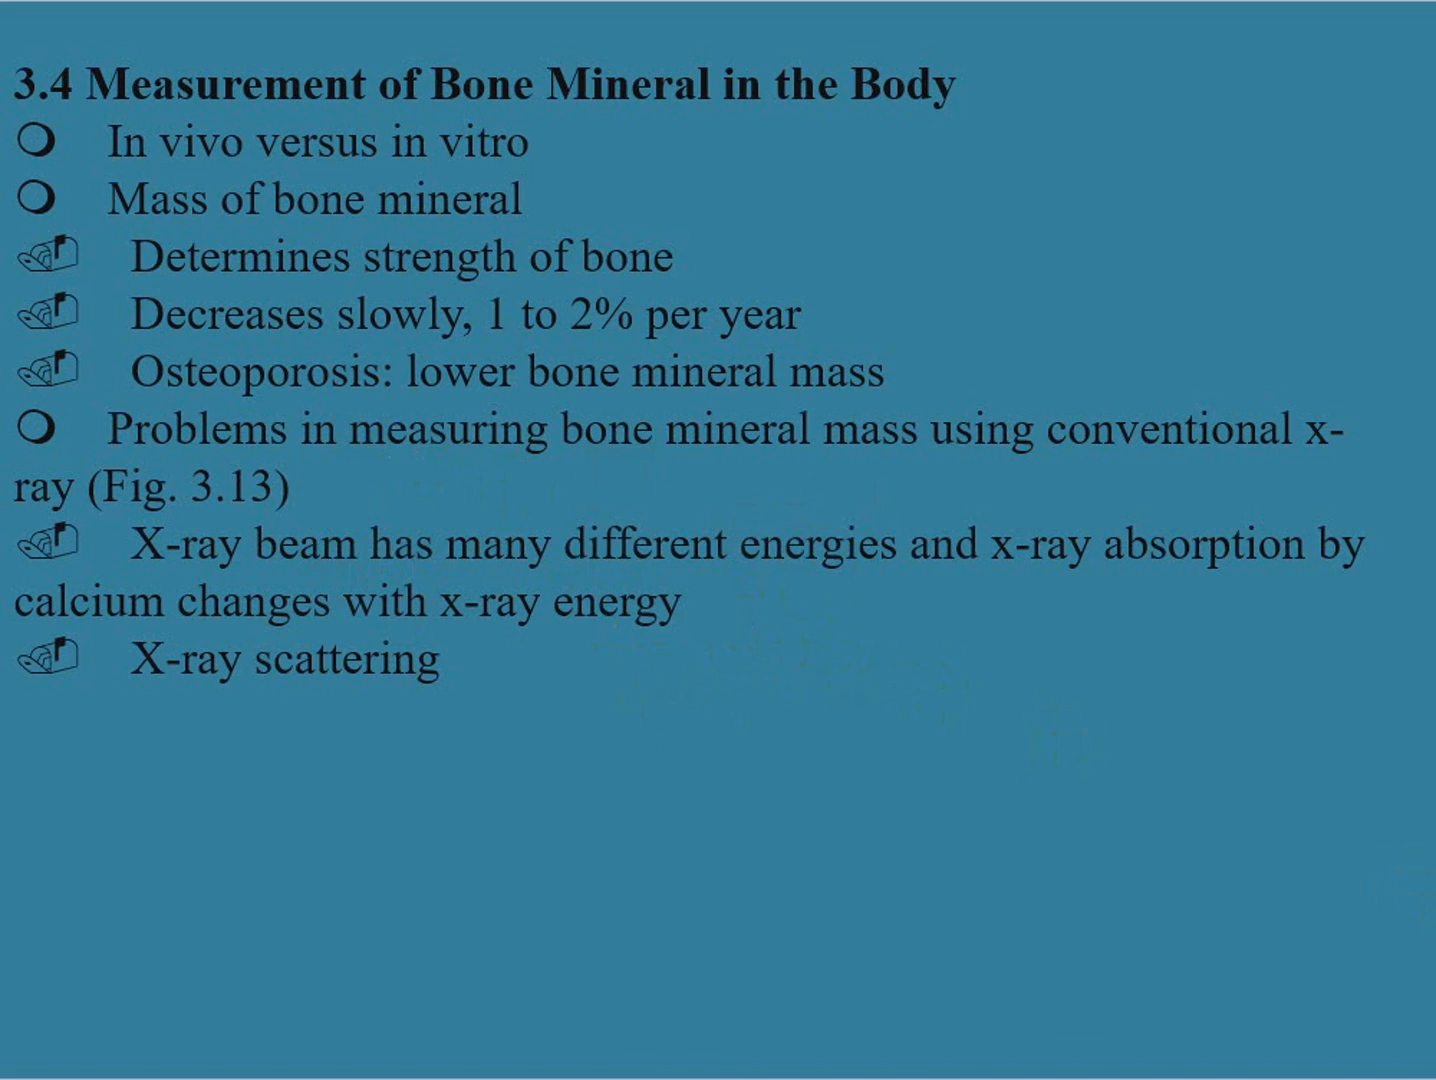 3.4 Measurement of Bone Mineral in the Body
❍ In vivo versus in vitro
❍ Mass of bone mineral
Determines strength of bone
Decreases slowly, 1 to 2% per year
Osteoporosis: lower bone mineral mass
❍ Problems in measuring bone mineral mass using conventional x-
ray (Fig. 3.13)
X-ray beam has many different energies and x-ray absorption by
calcium changes with x-ray energy
X-ray scattering